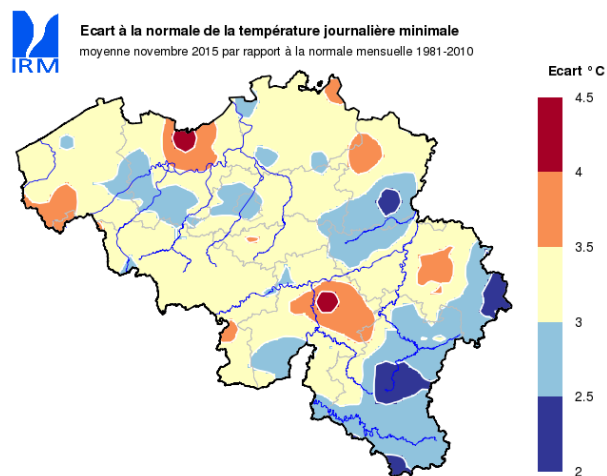 Ecart à la normale de la température journalière minimale
moyenne novembre 2015 par rapport à la normale mensuelle 1981-2010
IRM
Ecart °C
4.5
4
3.5
3
2.5
2